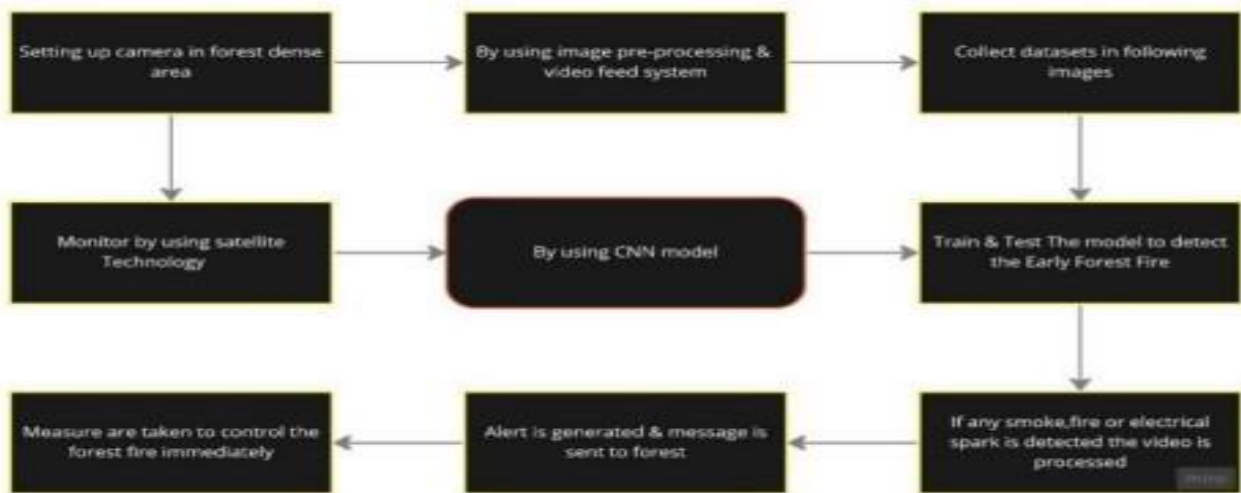 Setting up camera in forest dense
area
By using image pre-processing &
video feed system
Collect datasets in following
images
Monitor by using satellite
Technology
By using CNN model
Train & Test The model to detect
the Early Forest Fire
Measure are taken to control the
forest fire immediately
Alert is generated & message is
sent to forest
If any smoke,fire or electrical
spark is detected the video is
processed
miro